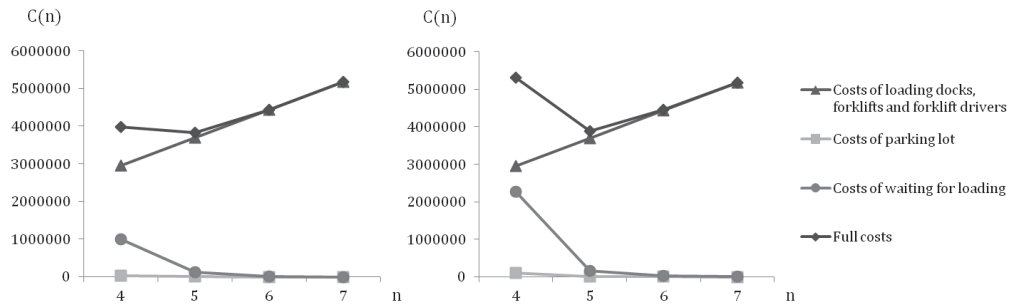 C(n)
6000000
5000000
4000000
3000000
2000000
1000000
0
4 5 6 7 n
C(n)
6000000
5000000
4000000
3000000
2000000
1000000
0
4 5 6 7 n
Costs of loading docks,
forklifts and forklift drivers
Costs of parking lot
Costs of waiting for loading
Full costs